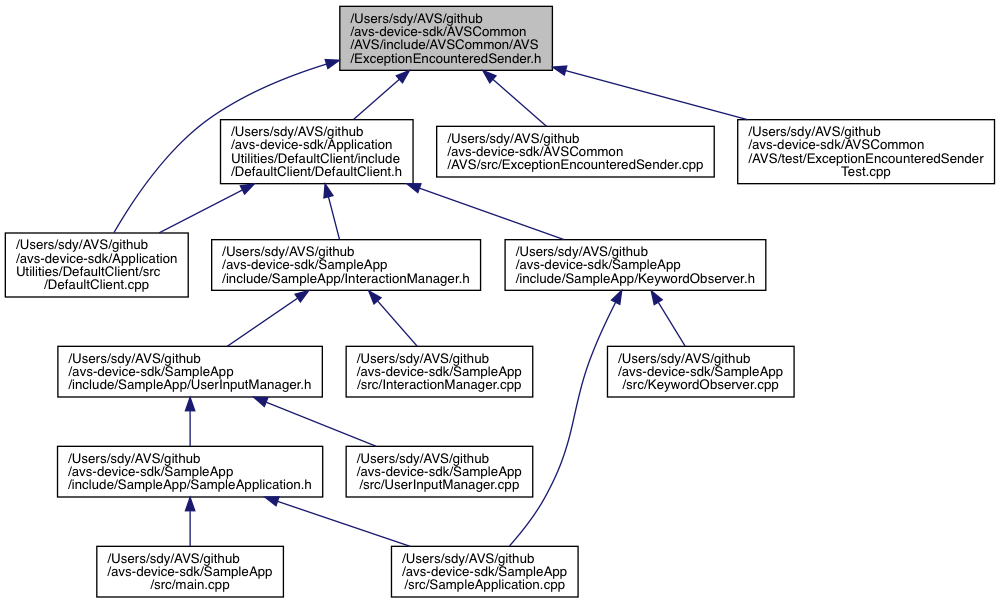 /Users/sdy/AVS/github
/avs-device-sdk/AVSCommon
/AVS/include/AVSCommon/AVS
/ExceptionEncounteredSender.h
/Users/sdy/AVS/github
/avs-device-sdk/Application
Utilities/DefaultClient/include
/DefaultClient/DefaultClient.h
/Users/sdy/AVS/github
/avs-device-sdk/AVSCommon
/AVS/src/ExceptionEncounteredSender.cpp
/Users/sdy/AVS/github
/avs-device-sdk/AVSCommon
/AVS/test/ExceptionEncounteredSender
Test.cpp
/Users/sdy/AVS/github
/avs-device-sdk/Application
Utilities/DefaultClient/src
/DefaultClient.cpp
/Users/sdy/AVS/github
/avs-device-sdk/SampleApp
/include/SampleApp/InteractionManager.h
/Users/sdy/AVS/github
/avs-device-sdk/SampleApp
/include/SampleApp/KeywordObserver.h
/Users/sdy/AVS/github
/avs-device-sdk/SampleApp
/include/SampleApp/UserInputManager.h
/Users/sdy/AVS/github
/avs-device-sdk/SampleApp
/src/InteractionManager.cpp
/Users/sdy/AVS/github
/avs-device-sdk/SampleApp
/src/KeywordObserver.cpp
/Users/sdy/AVS/github
/avs-device-sdk/SampleApp
/include/SampleApp/SampleApplication.h
/Users/sdy/AVS/github
/avs-device-sdk/SampleApp
/src/UserInputManager.cpp
/Users/sdy/AVS/github
/avs-device-sdk/SampleApp
/src/main.cpp
/Users/sdy/AVS/github
/avs-device-sdk/SampleApp
/src/SampleApplication.cpp